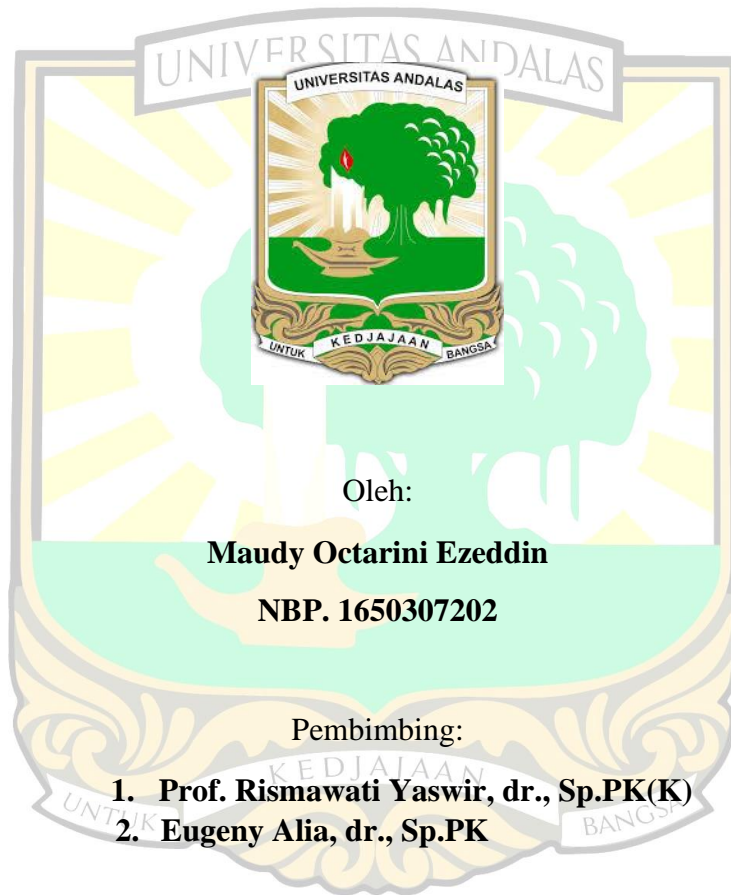 UNIVERSITAS ANDALAS
UNIVERSITAS ANDALAS
UNTUK KEDJAJAAN BANGSA
Oleh:
Maudy Octarini Ezeddin
NBP. 1650307202
Pembimbing:
1. Prof. Rismawati Yaswir, dr., Sp.PK(K)
2. Eugeny Alia, dr., Sp.PK
UNTUK KEDJAJAAN BANGSA